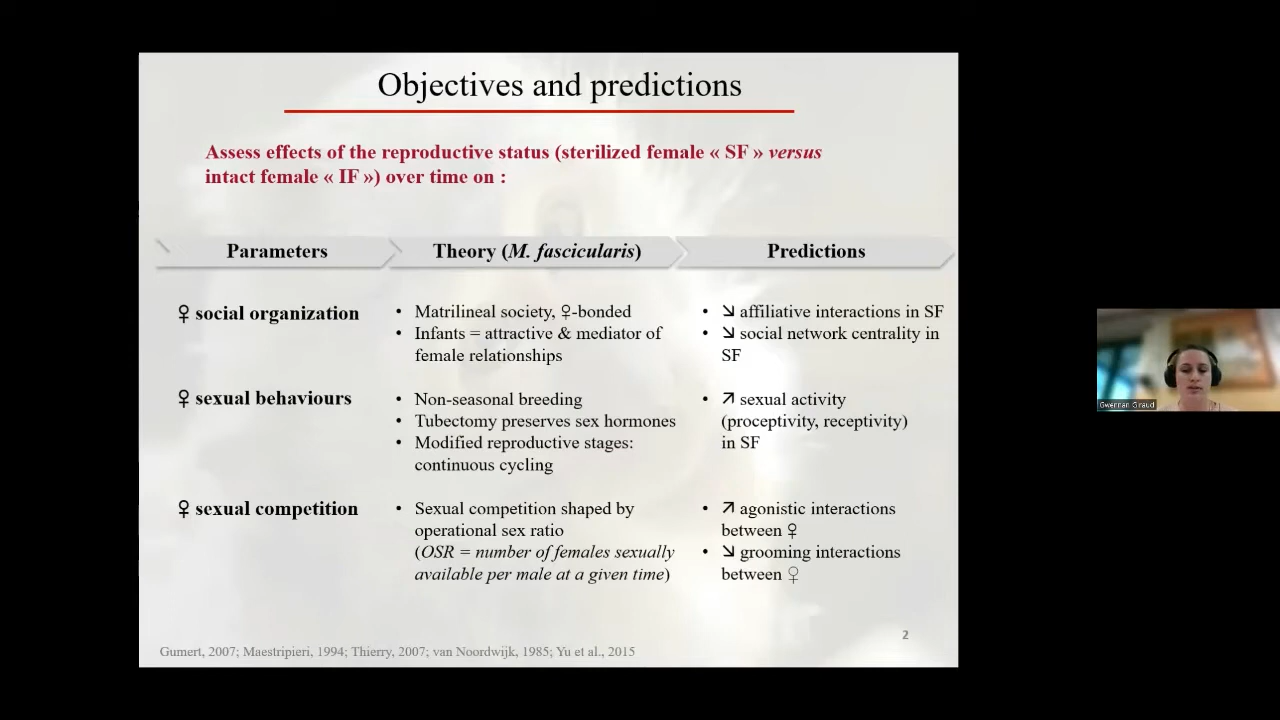 Objectives and predictions
Assess effects of the reproductive status (sterilized female « SF » versus
intact female « IF ») over time on :
Parameters
Theory (M. fascicularis)
Predictions
♀ social organization
• Matrilineal society, ♀-bonded
• Infants = attractive & mediator of
female relationships
• ↘ affiliative interactions in SF
• ↘ social network centrality in
SF
♀ sexual behaviours
• Non-seasonal breeding
• Tubectomy preserves sex hormones
• Modified reproductive stages:
continuous cycling
• ↗ sexual activity
(proceptivity, receptivity)
in SF
♀ sexual competition
• Sexual competition shaped by
operational sex ratio
(OSR = number of females sexually
available per male at a given time)
• ↗ agonistic interactions
between ♀
• ↘ grooming interactions
between ♀
2
Gumert, 2007; Maestripieri, 1994; Thierry, 2007; van Noordwijk, 1985; Yu et al., 2015
Gwennan Giraud